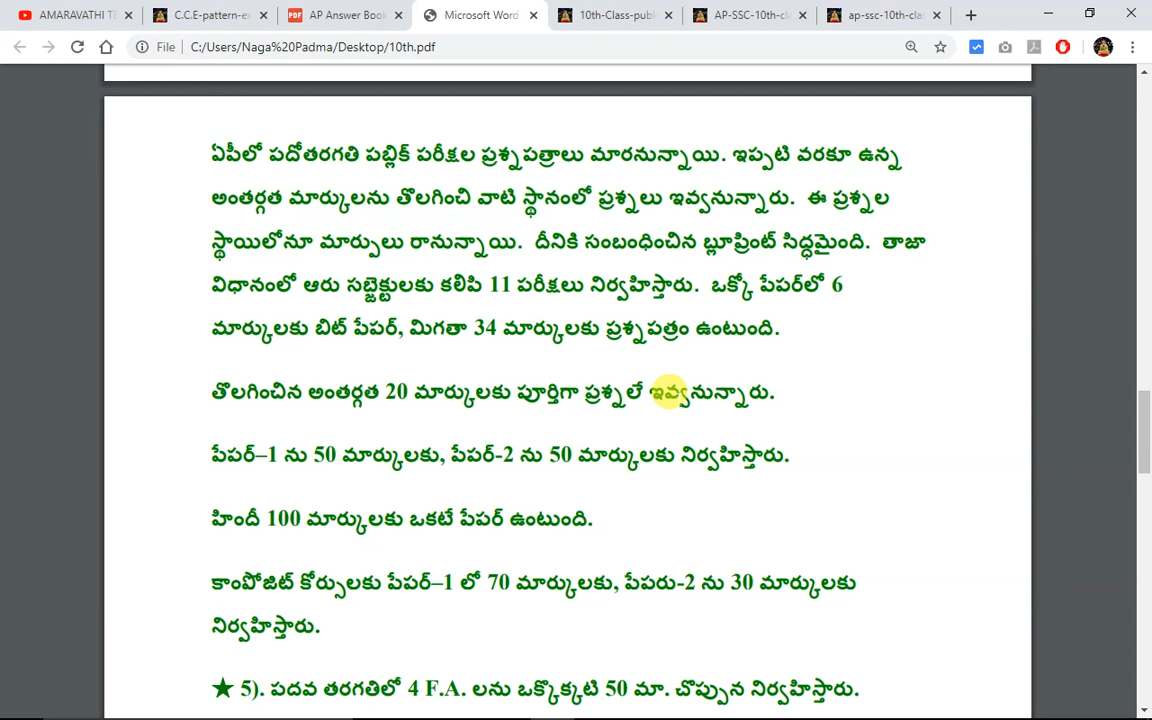 AMARAVATHI TE
C.C.E-pattern-e
AP Answer Book
Microsoft Word
10th-Class-publ
AP-SSC-10th-cl
ap-ssc-10th-cla
File C:/Users/Naga%20Padma/Desktop/10th.pdf
ఏపీలో పదోతరగతి పబ్లిక్ పరీక్షల ప్రశ్నపత్రాలు మారనున్నాయి. ఇప్పటి వరకూ ఉన్న
అంతర్గత మార్కులను తొలగించి వాటి స్థానంలో ప్రశ్నలు ఇవ్వనున్నారు. ఈ ప్రశ్నల
స్థాయిలోనూ మార్పులు రానున్నాయి. దీనికి సంబంధించిన బ్లూప్రింట్ సిద్ధమైంది. తాజా
విధానంలో ఆరు సబ్జెక్టులకు కలిపి 11 పరీక్షలు నిర్వహిస్తారు. ఒక్కో పేపర్‌లో 6
మార్కులకు బిట్ పేపర్, మిగతా 34 మార్కులకు ప్రశ్నపత్రం ఉంటుంది.
తొలగించిన అంతర్గత 20 మార్కులకు పూర్తిగా ప్రశ్నలే ఇవ్వనున్నారు.
పేపర్–1 ను 50 మార్కులకు, పేపర్-2 ను 50 మార్కులకు నిర్వహిస్తారు.
హిందీ 100 మార్కులకు ఒకటే పేపర్ ఉంటుంది.
కాంపోజిట్ కోర్సులకు పేపర్–1 లో 70 మార్కులకు, పేపరు-2 ను 30 మార్కులకు
నిర్వహిస్తారు.
★ 5). పదవ తరగతిలో 4 F.A. లను ఒక్కొక్కటి 50 మా. చొప్పున నిర్వహిస్తారు.